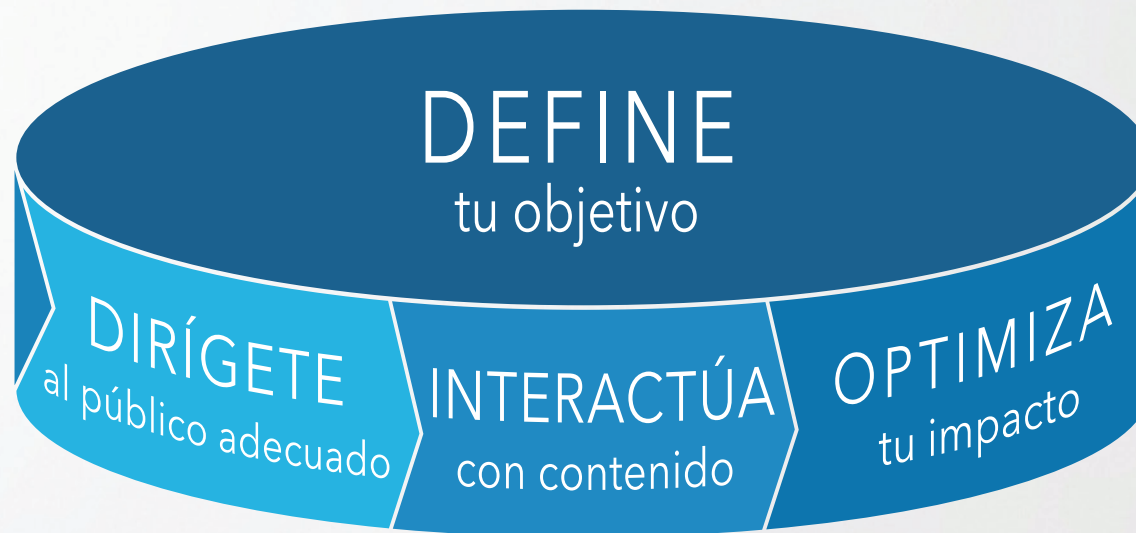 DEFINE
tu objetivo
DIRÍGETE
al público adecuado
INTERACTÚA
con contenido
OPTIMIZA
tu impacto